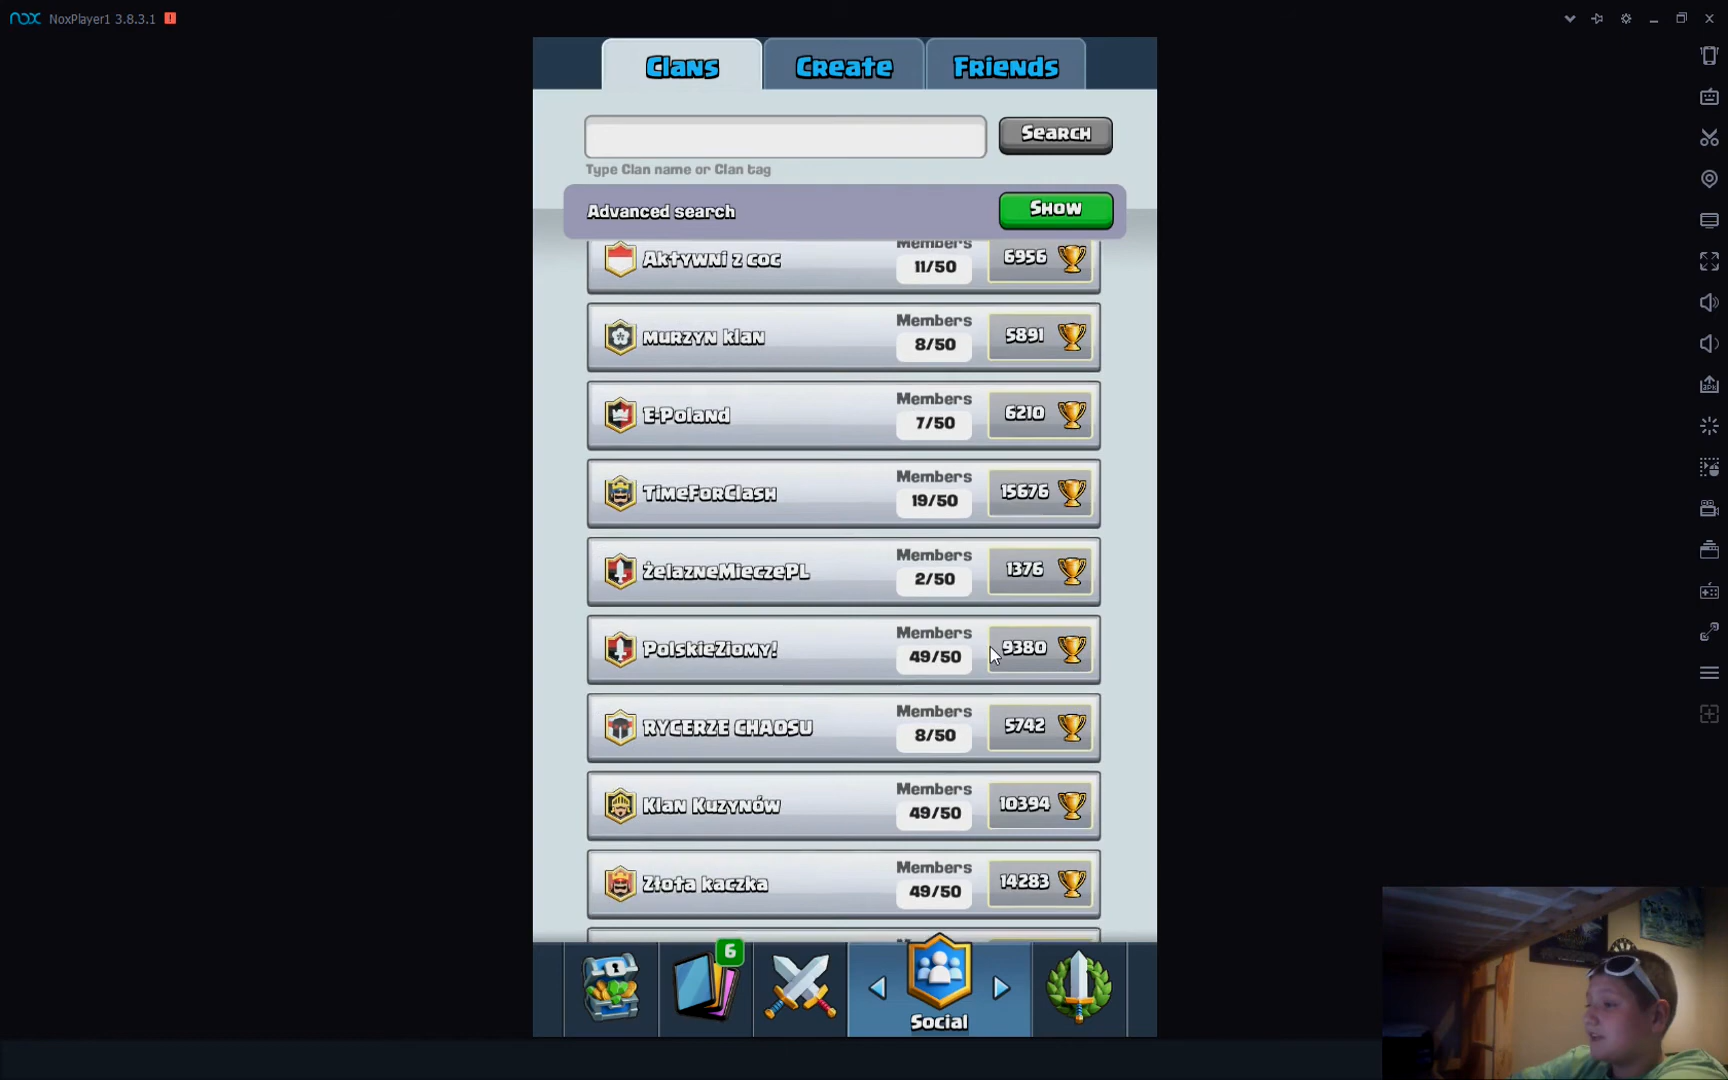 nox NoxPlayer1 3.8.3.1
Clans Create Friends
Search
Type Clan name or Clan tag
Advanced search Show
Aktywni z coc Members 11/50 6956
murzyn klan Members 8/50 5891
E-Poland Members 7/50 6210
TimeForClash Members 19/50 15676
ŻelazneMieczePL Members 2/50 1376
PolskieZiomy! Members 49/50 9380
RYCERZE CHAOSU Members 8/50 5742
Klan Kuzynów Members 49/50 10394
Złota kaczka Members 49/50 14283
6
Social